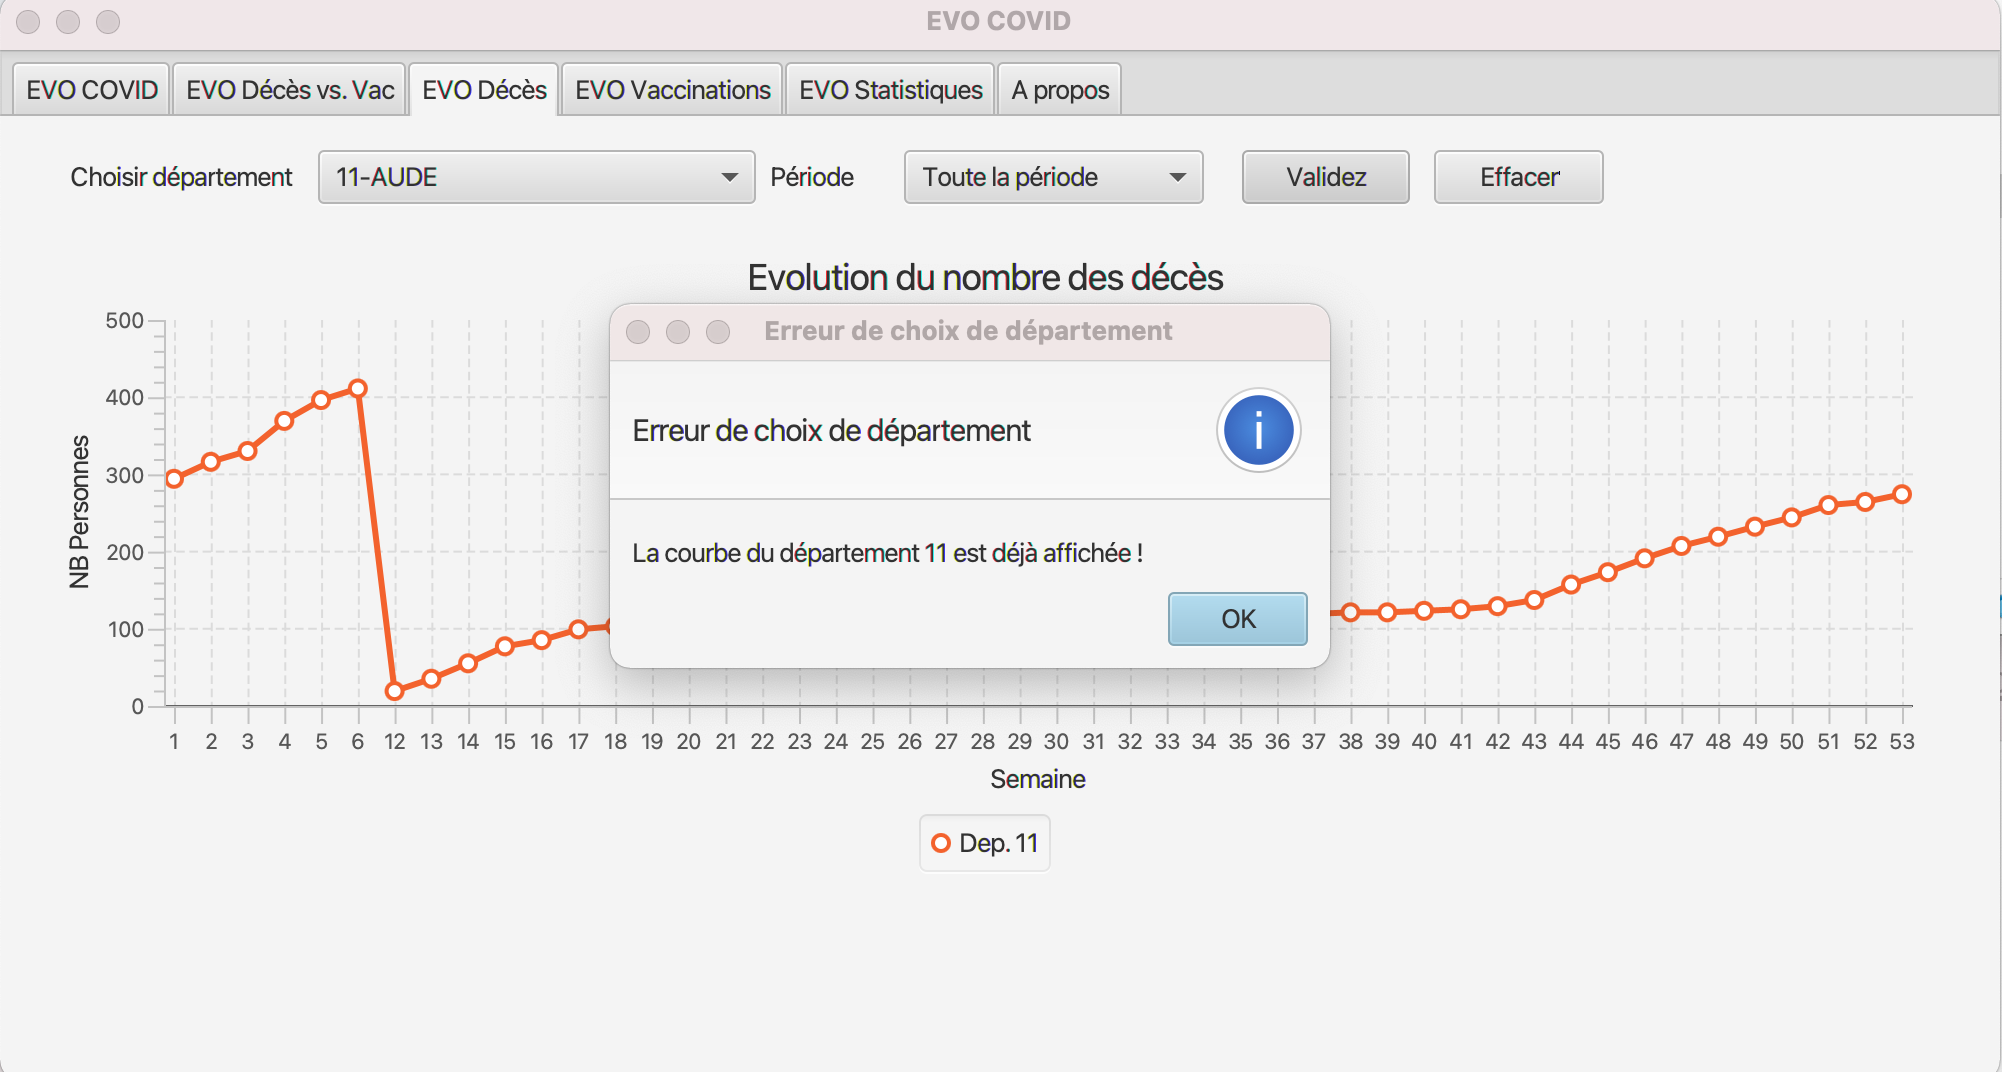 EVO COVID
EVO COVID EVO Décès vs. Vac EVO Décès EVO Vaccinations EVO Statistiques A propos
Choisir département 11-AUDE Période Toute la période Validez Effacer
Evolution du nombre des décès
Erreur de choix de département
Erreur de choix de département
i
La courbe du département 11 est déjà affichée !
OK
NB Personnes
500
400
300
200
100
0
1 2 3 4 5 6 12 13 14 15 16 17 18 19 20 21 22 23 24 25 26 27 28 29 30 31 32 33 34 35 36 37 38 39 40 41 42 43 44 45 46 47 48 49 50 51 52 53
Semaine
Dep. 11